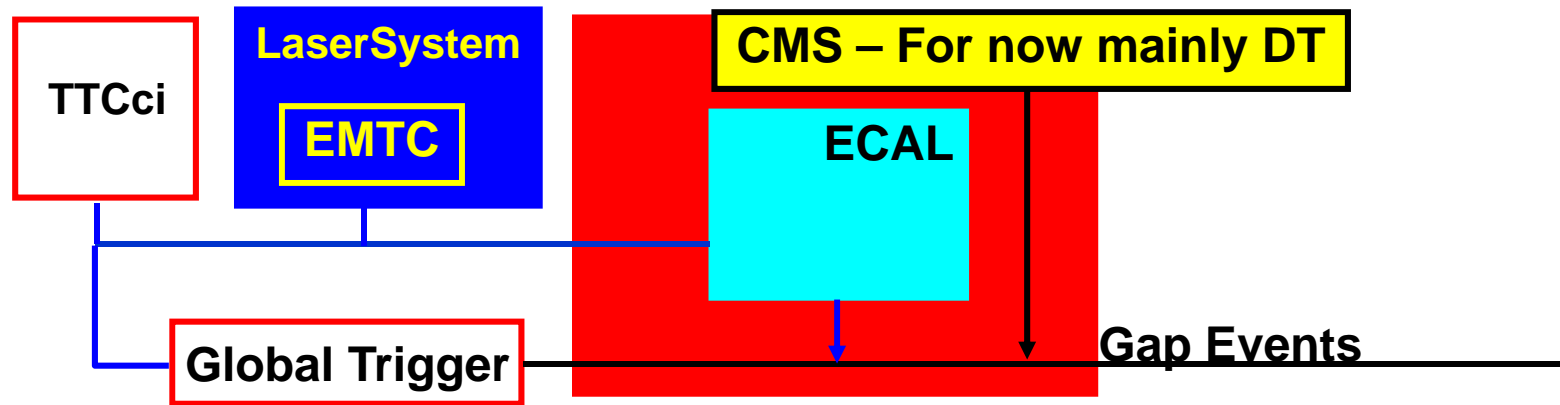 TTCci
LaserSystem
EMTC
CMS – For now mainly DT
ECAL
Global Trigger
Gap Events